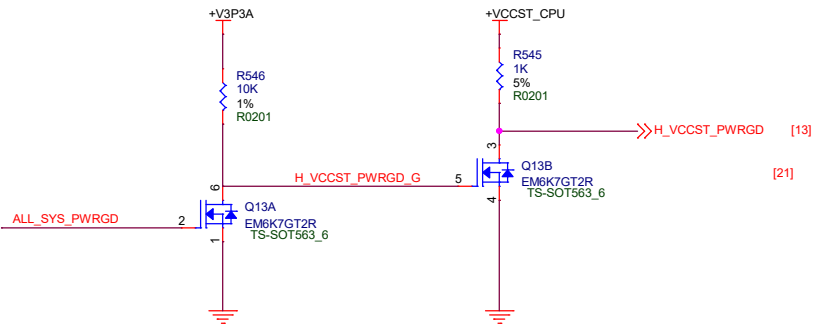 +V3P3A
+VCCST_CPU
R546
10K
1%
R0201
R545
1K
5%
R0201
H_VCCST_PWRGD [13]
3
6
H_VCCST_PWRGD_G
5
Q13B
EM6K7GT2R
TS-SOT563_6
[21]
4
ALL_SYS_PWRGD
2
Q13A
EM6K7GT2R
TS-SOT563_6
1